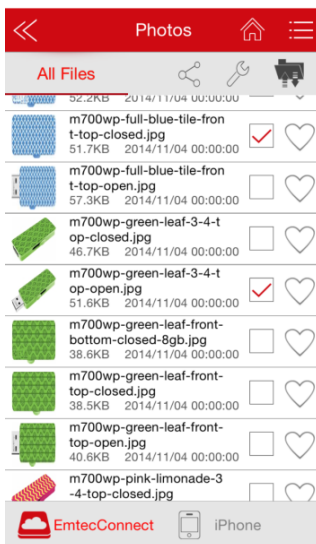 Photos
All Files
52.2KB 2014/11/04 00:00:00
m700wp-full-blue-tile-fron
t-top-closed.jpg
51.7KB 2014/11/04 00:00:00
m700wp-full-blue-tile-fron
t-top-open.jpg
57.3KB 2014/11/04 00:00:00
m700wp-green-leaf-3-4-t
op-closed.jpg
46.7KB 2014/11/04 00:00:00
m700wp-green-leaf-3-4-t
op-open.jpg
51.6KB 2014/11/04 00:00:00
m700wp-green-leaf-front-
bottom-closed-8gb.jpg
38.6KB 2014/11/04 00:00:00
m700wp-green-leaf-front-
top-closed.jpg
38.5KB 2014/11/04 00:00:00
m700wp-green-leaf-front-
top-open.jpg
40.6KB 2014/11/04 00:00:00
m700wp-pink-limonade-3
-4-top-closed.jpg
EmtecConnect
iPhone